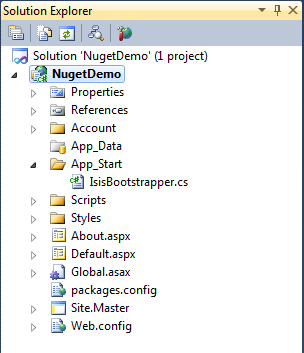 Solution Explorer
Solution 'NugetDemo' (1 project)
NugetDemo
Properties
References
Account
App_Data
App_Start
IsisBootstrapper.cs
Scripts
Styles
About.aspx
Default.aspx
Global.asax
packages.config
Site.Master
Web.config